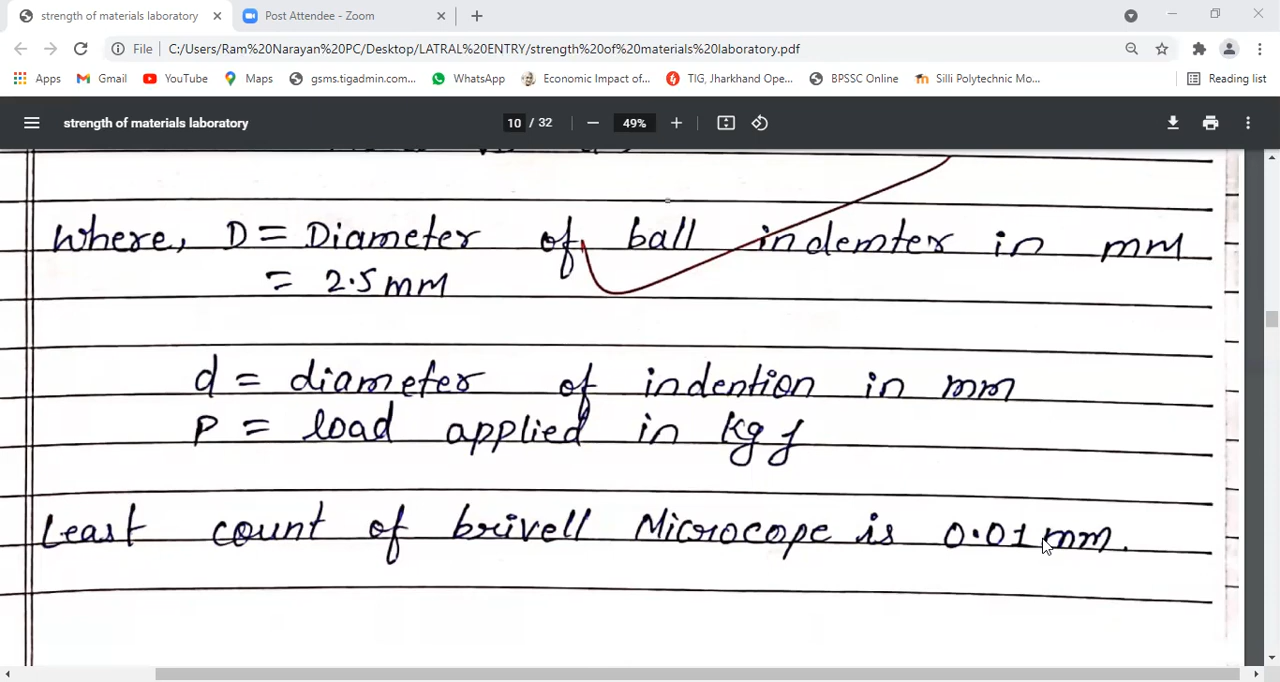 strength of materials laboratory
Post Attendee - Zoom
File
C:/Users/Ram%20Narayan%20PC/Desktop/LATRAL%20ENTRY/strength%20of%20materials%20laboratory.pdf
Apps
Gmail
YouTube
Maps
gsms.tigadmin.com...
WhatsApp
Economic Impact of...
TIG, Jharkhand Ope...
BPSSC Online
Silli Polytechnic Mo...
Reading list
strength of materials laboratory
10 / 32
49%
Where, D = Diameter of ball indemter in mm
= 2.5 mm
d = diameter of indention in mm
P = load applied in kgf
Least count of brivell Microcope is 0.01 mm.